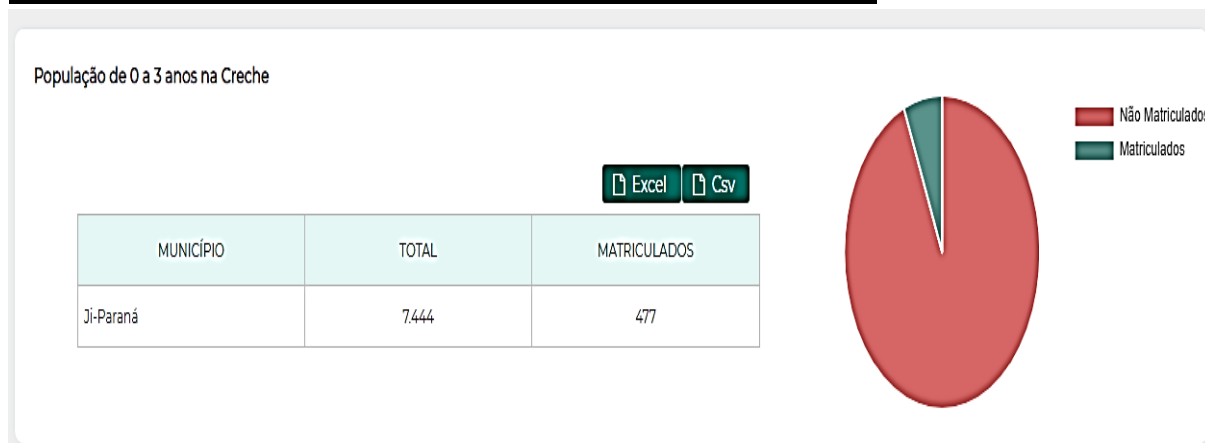 População de 0 a 3 anos na Creche
Não Matriculados
Matriculados
Excel Csv
MUNICÍPIO TOTAL MATRICULADOS
Ji-Paraná 7.444 477